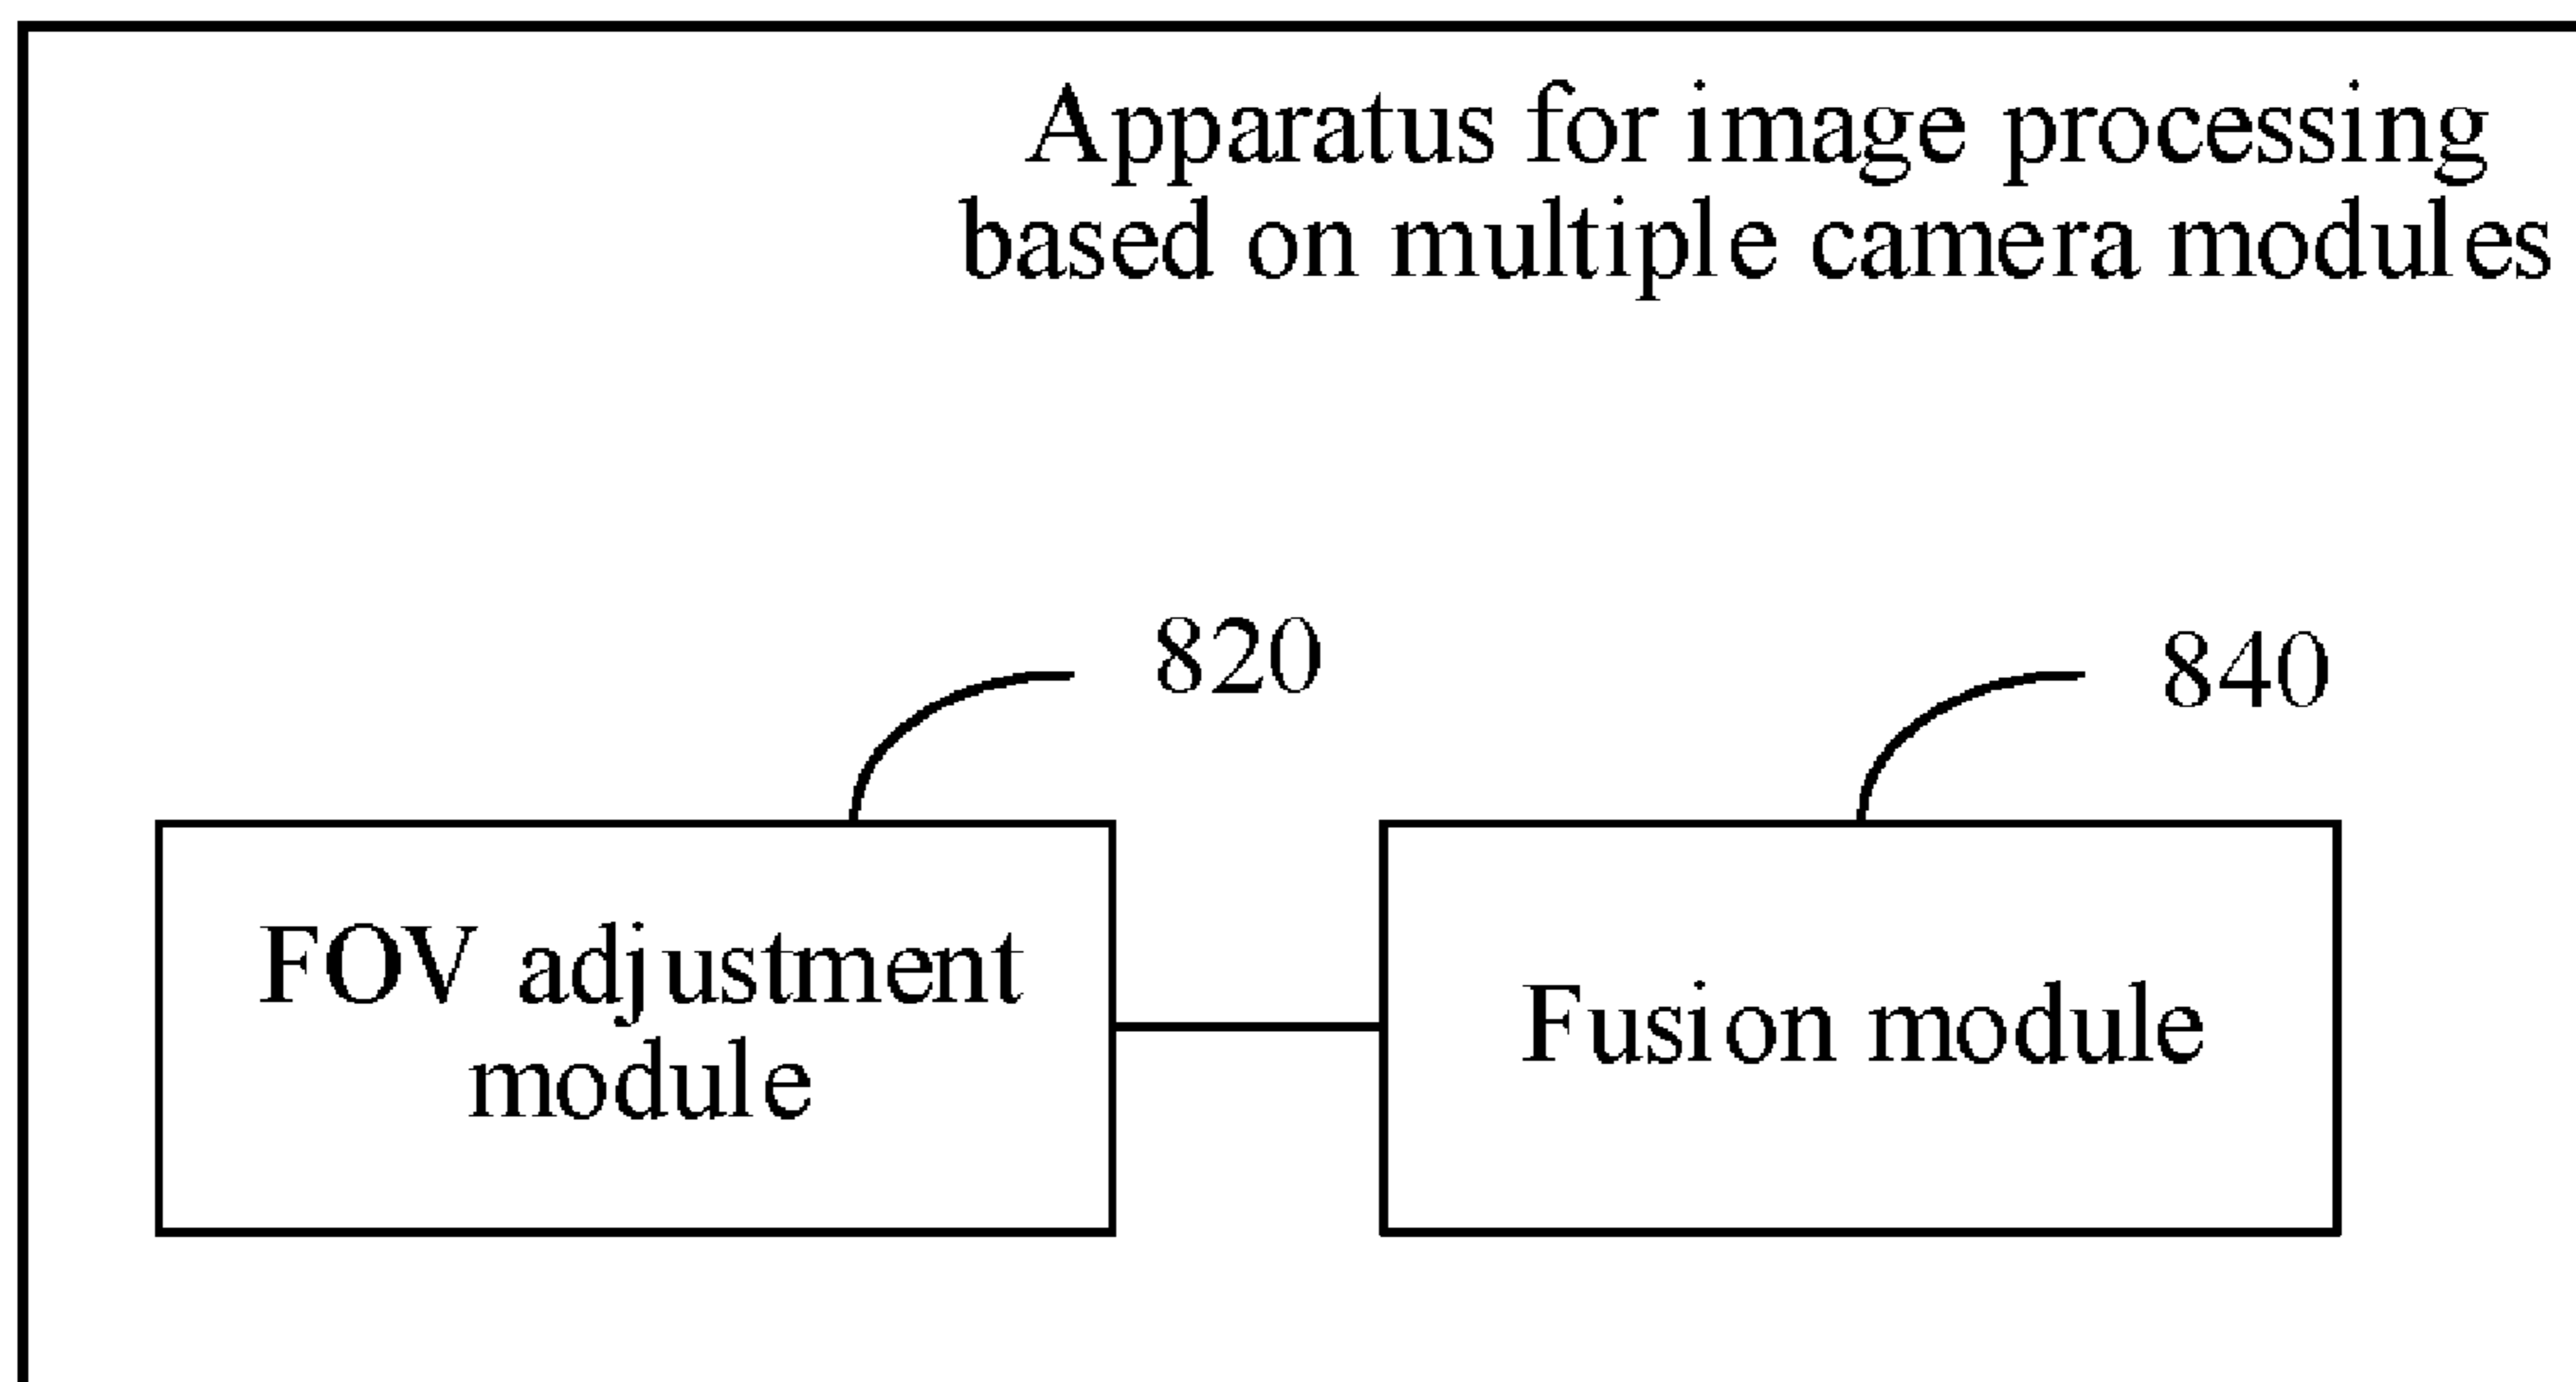 Apparatus for image processing
based on multiple camera modules
820
840
FOV adjustment
module
Fusion module